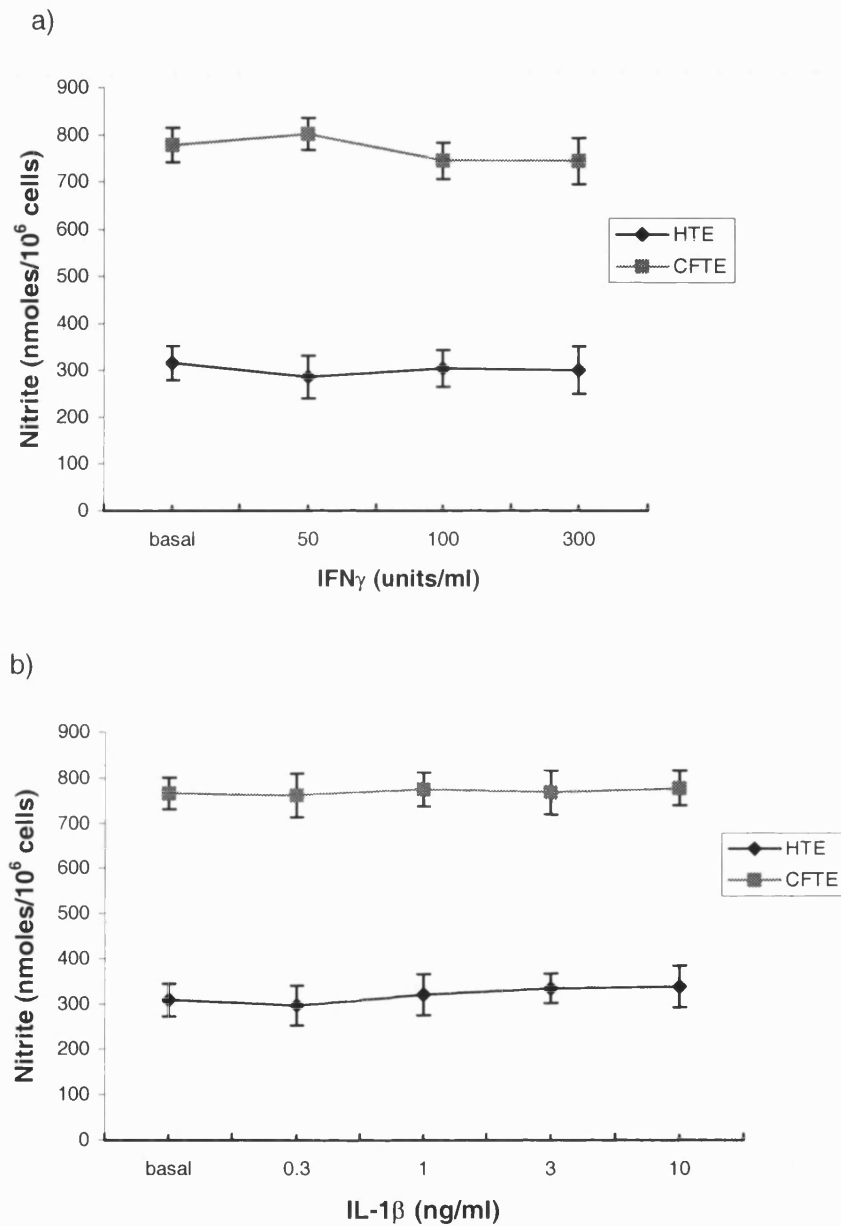 a)
900
800
700
600
500
400
300
200
100
0
Nitrite (nmoles/10⁶ cells)
basal 50 100 300
IFNγ (units/ml)
HTE
CFTE
b)
900
800
700
600
500
400
300
200
100
0
Nitrite (nmoles/10⁶ cells)
basal 0.3 1 3 10
IL-1β (ng/ml)
HTE
CFTE